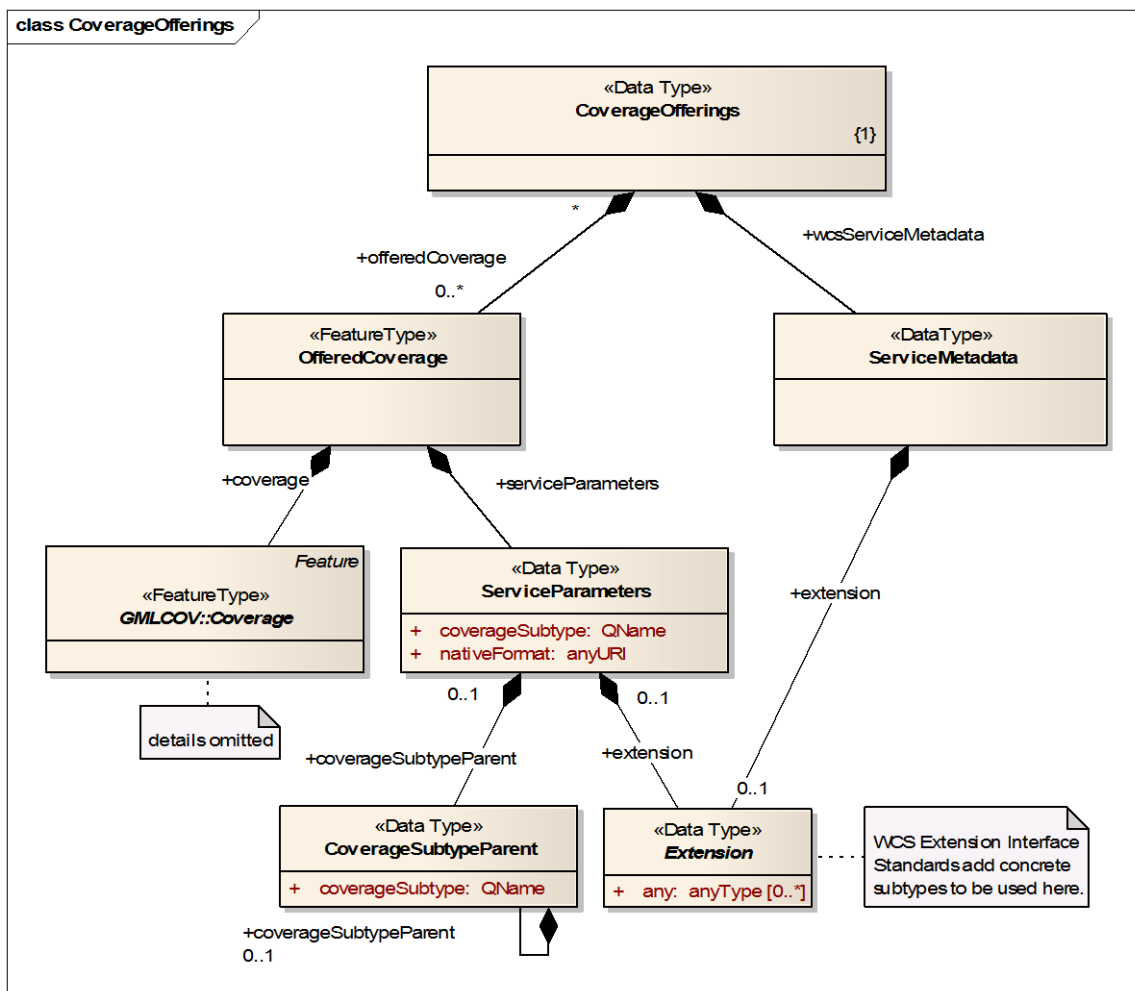 class CoverageOfferings
«Data Type»
CoverageOfferings
{1}
*
+wcsServiceMetadata
+offeredCoverage
0..*
«FeatureType»
OfferedCoverage
«DataType»
ServiceMetadata
+coverage
+serviceParameters
Feature
«FeatureType»
GMLCOV::Coverage
«Data Type»
ServiceParameters
+ coverageSubtype: QName
+ nativeFormat: anyURI
+extension
0..1
0..1
details omitted
+coverageSubtypeParent
+extension
0..1
«Data Type»
CoverageSubtypeParent
+ coverageSubtype: QName
«Data Type»
Extension
+ any: anyType [0..*]
WCS Extension Interface
Standards add concrete
subtypes to be used here.
+coverageSubtypeParent
0..1